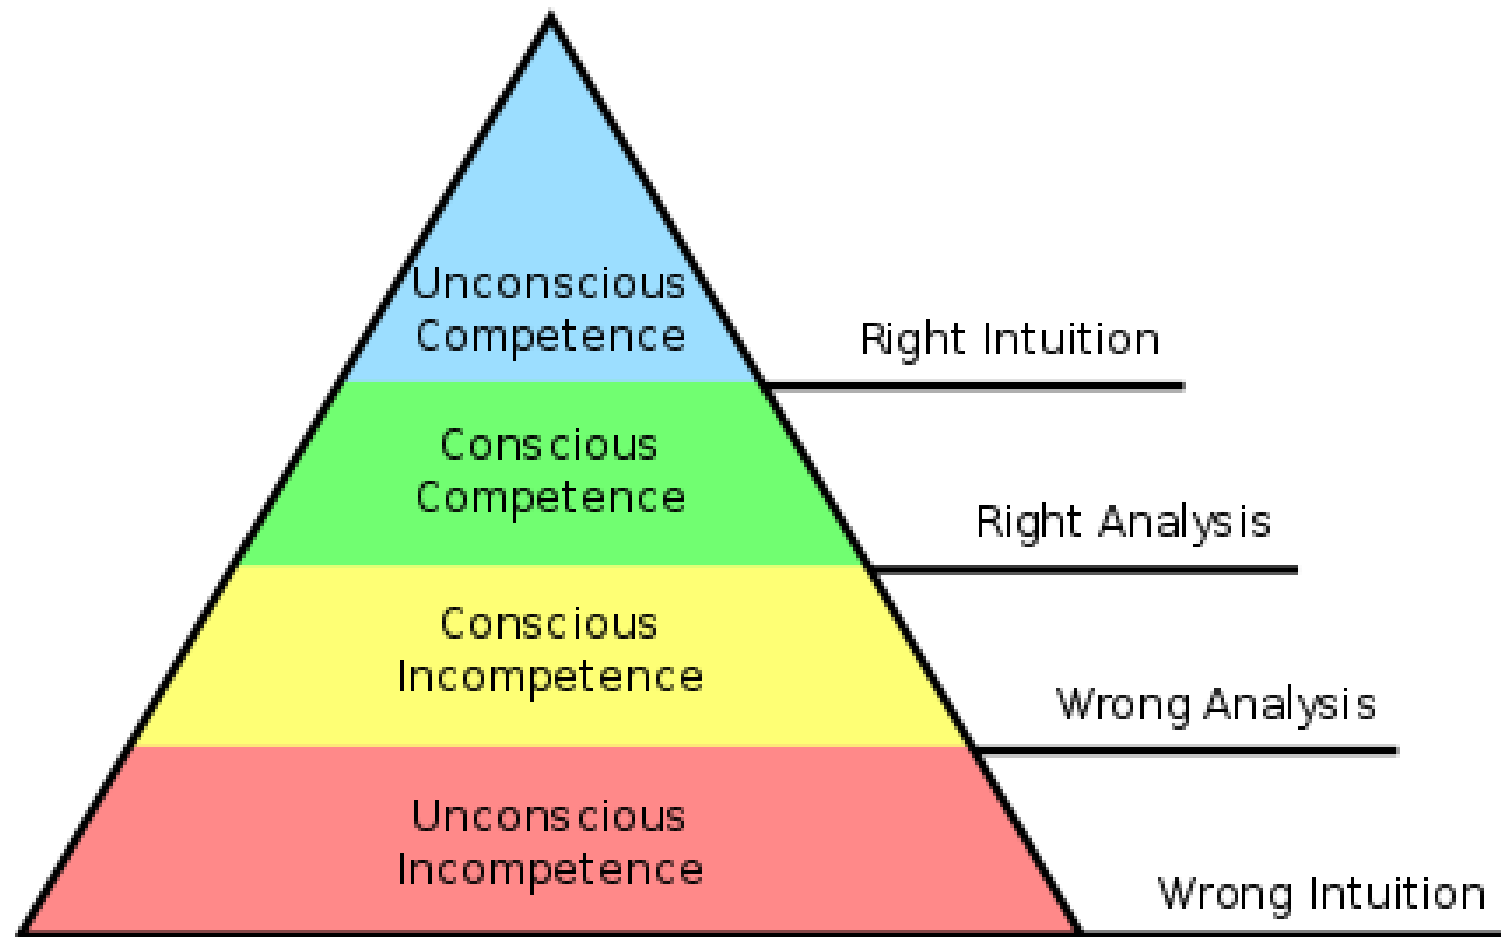 Unconscious
Competence
Right Intuition
Conscious
Competence
Right Analysis
Conscious
Incompetence
Wrong Analysis
Unconscious
Incompetence
Wrong Intuition